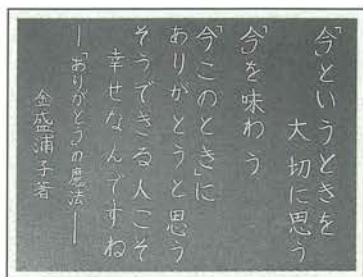 「今」というときを
大切に思う
「今」を味わう
「今このとき」に
ありがとうと思う
そうできる人こそ
幸せなんですね
―「ありがとう」の魔法―
金盛浦子著